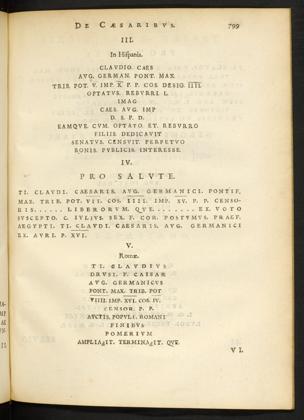 DE CÆSARIBVS. 799
III.
In Hispania.
CLAVDIO. CAES
AVG. GERMAN. PONT. MAX.
TRIB. POT. V. IMP. X. P. P. COS. DESIG. IIII.
OPTATVS. REBVRRI L.
IMAG
CAES. AVG. IMP
D. S. P. D.
EAMQVE. CVM. OPTATO. ET. REBVRRO
FILIIS DEDICAVIT
SENATVS. CENSVIT. PERPETVO
RONIS. PVBLICIS. INTERESSE.
IV.
PRO SALVTE.
TI. CLAVDI. CAESARIS. AVG. GERMANICI. PONTIF.
MAX. TRIB. POT. VII. COS. IIII. IMP. XV. P. P. CENSO-
RIS...... LIBERORVM. QVE........ EX. VOTO
SVSCEPTO. C. IVLIVS. SEX. F. COR. POSTVMVS. PRAEF.
AEGYPTI. TI. CLAVDI. CAESARIS. AVG. GERMANICI
EX. AVRI. P. XVI.
V.
Romæ.
TI. CLAVDIVS
DRVSI. F. CAESAR
AVG. GERMANICVS
PONT. MAX. TRIB. POT
VIIII. IMP. XVI. COS. IV.
CENSOR. P. P.
AVCTIS. POPVLI. ROMANI
FINIBVS
POMERIVM
AMPLIAƎIT. TERMINAƎIT. QVE.
VI.